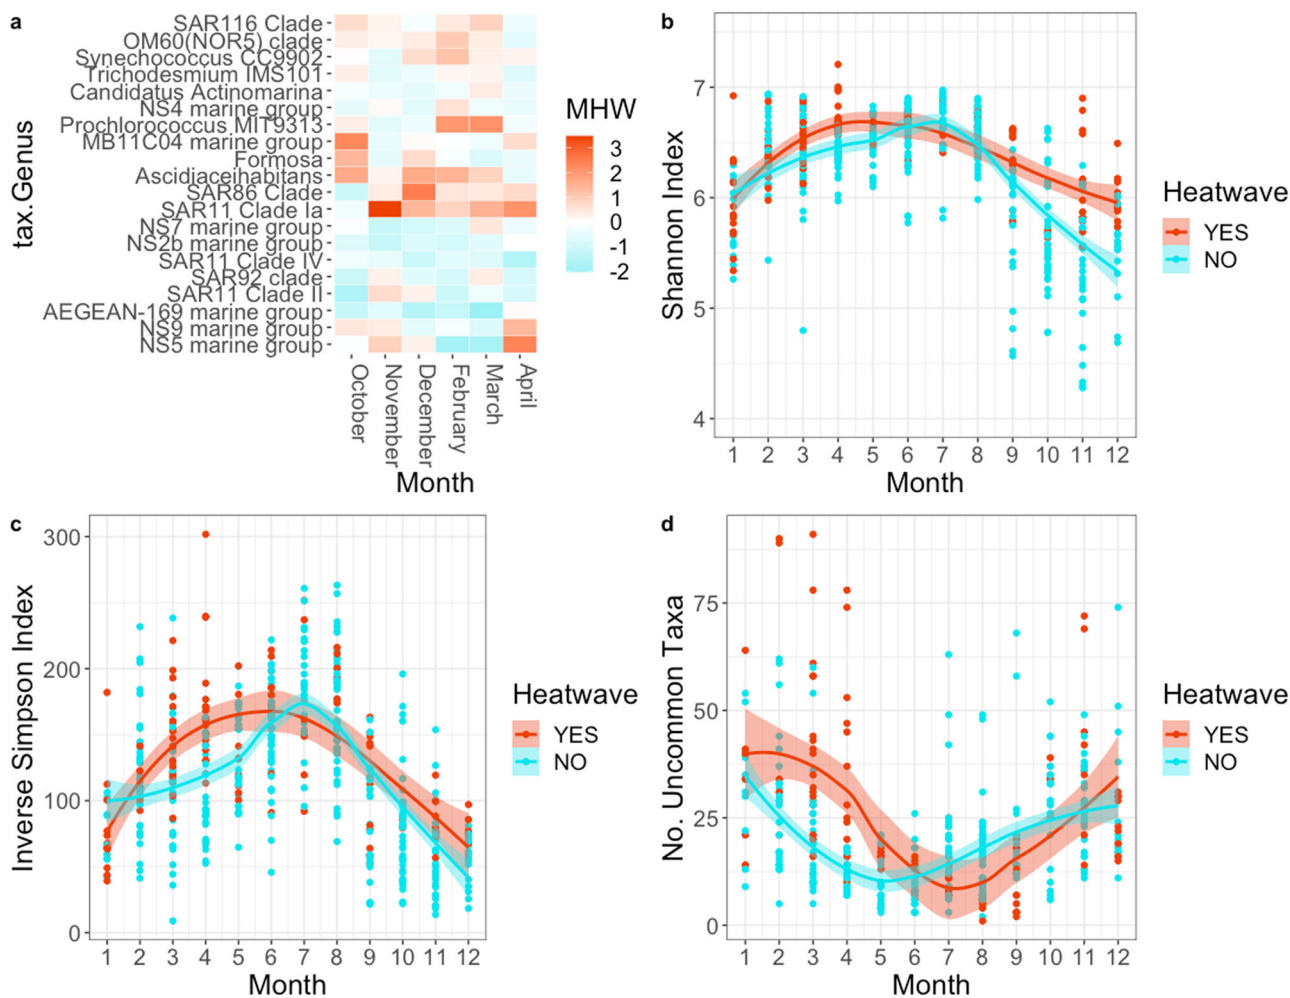 a
SAR116 Clade
OM60(NOR5) clade
Synechococcus CC9902
Trichodesmium IMS101
Candidatus Actinomarina
NS4 marine group
Prochlorococcus MIT9313
MB11C04 marine group
Formosa
Ascidiaceihabitans
SAR86 Clade
SAR11 Clade Ia
NS7 marine group
NS2b marine group
SAR11 Clade IV
SAR92 clade
SAR11 Clade II
AEGEAN-169 marine group
NS9 marine group
NS5 marine group
tax.Genus
October
November
December
February
March
April
Month
MHW
3
2
1
0
-1
-2
b
7
6
5
4
Shannon Index
1 2 3 4 5 6 7 8 9 10 11 12
Month
Heatwave
YES
NO
c
300
200
100
0
Inverse Simpson Index
1 2 3 4 5 6 7 8 9 10 11 12
Month
Heatwave
YES
NO
d
75
50
25
0
No. Uncommon Taxa
1 2 3 4 5 6 7 8 9 10 11 12
Month
Heatwave
YES
NO